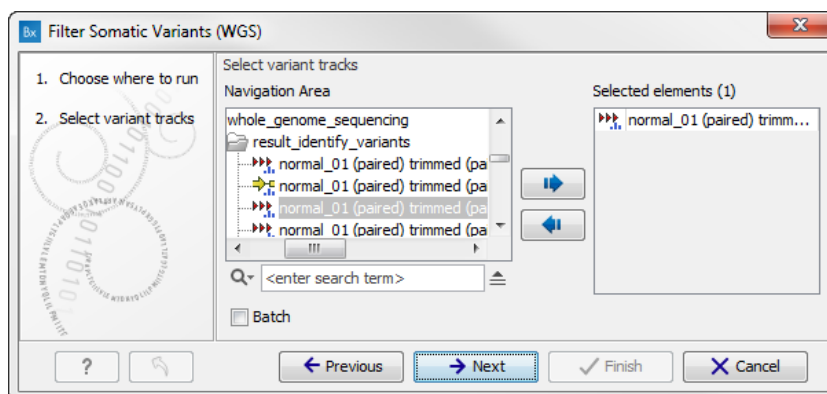 Bx Filter Somatic Variants (WGS)
1. Choose where to run
2. Select variant tracks
Select variant tracks
Navigation Area
whole_genome_sequencing
result_identify_variants
normal_01 (paired) trimmed (pa
normal_01 (paired) trimmed (pa
normal_01 (paired) trimmed (pa
normal_01 (paired) trimmed (pa
<enter search term>
Batch
Selected elements (1)
normal_01 (paired) trimm...
?
Previous
Next
Finish
Cancel